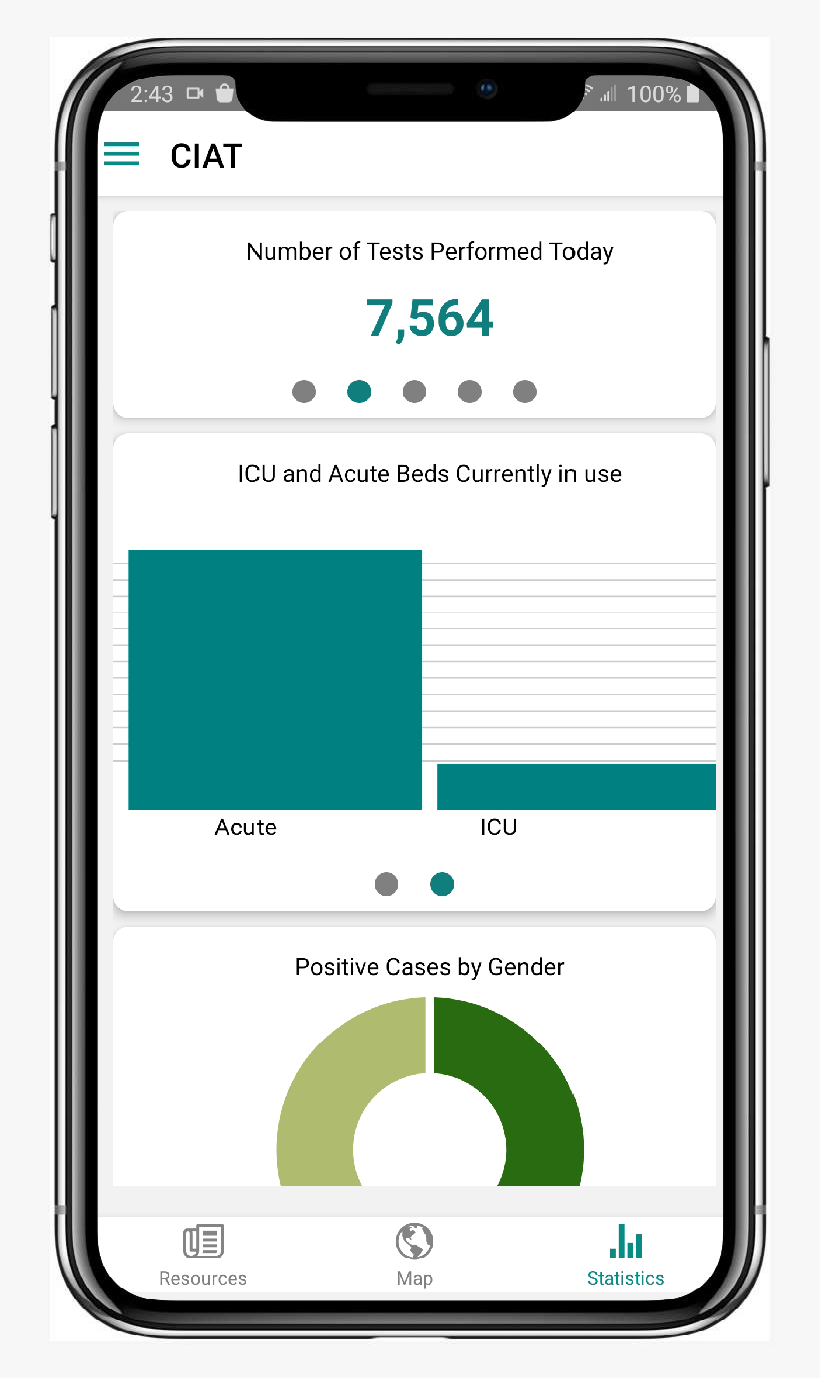 2:43 100%
CIAT
Number of Tests Performed Today
7,564
ICU and Acute Beds Currently in use
Acute ICU
Positive Cases by Gender
Resources Map Statistics